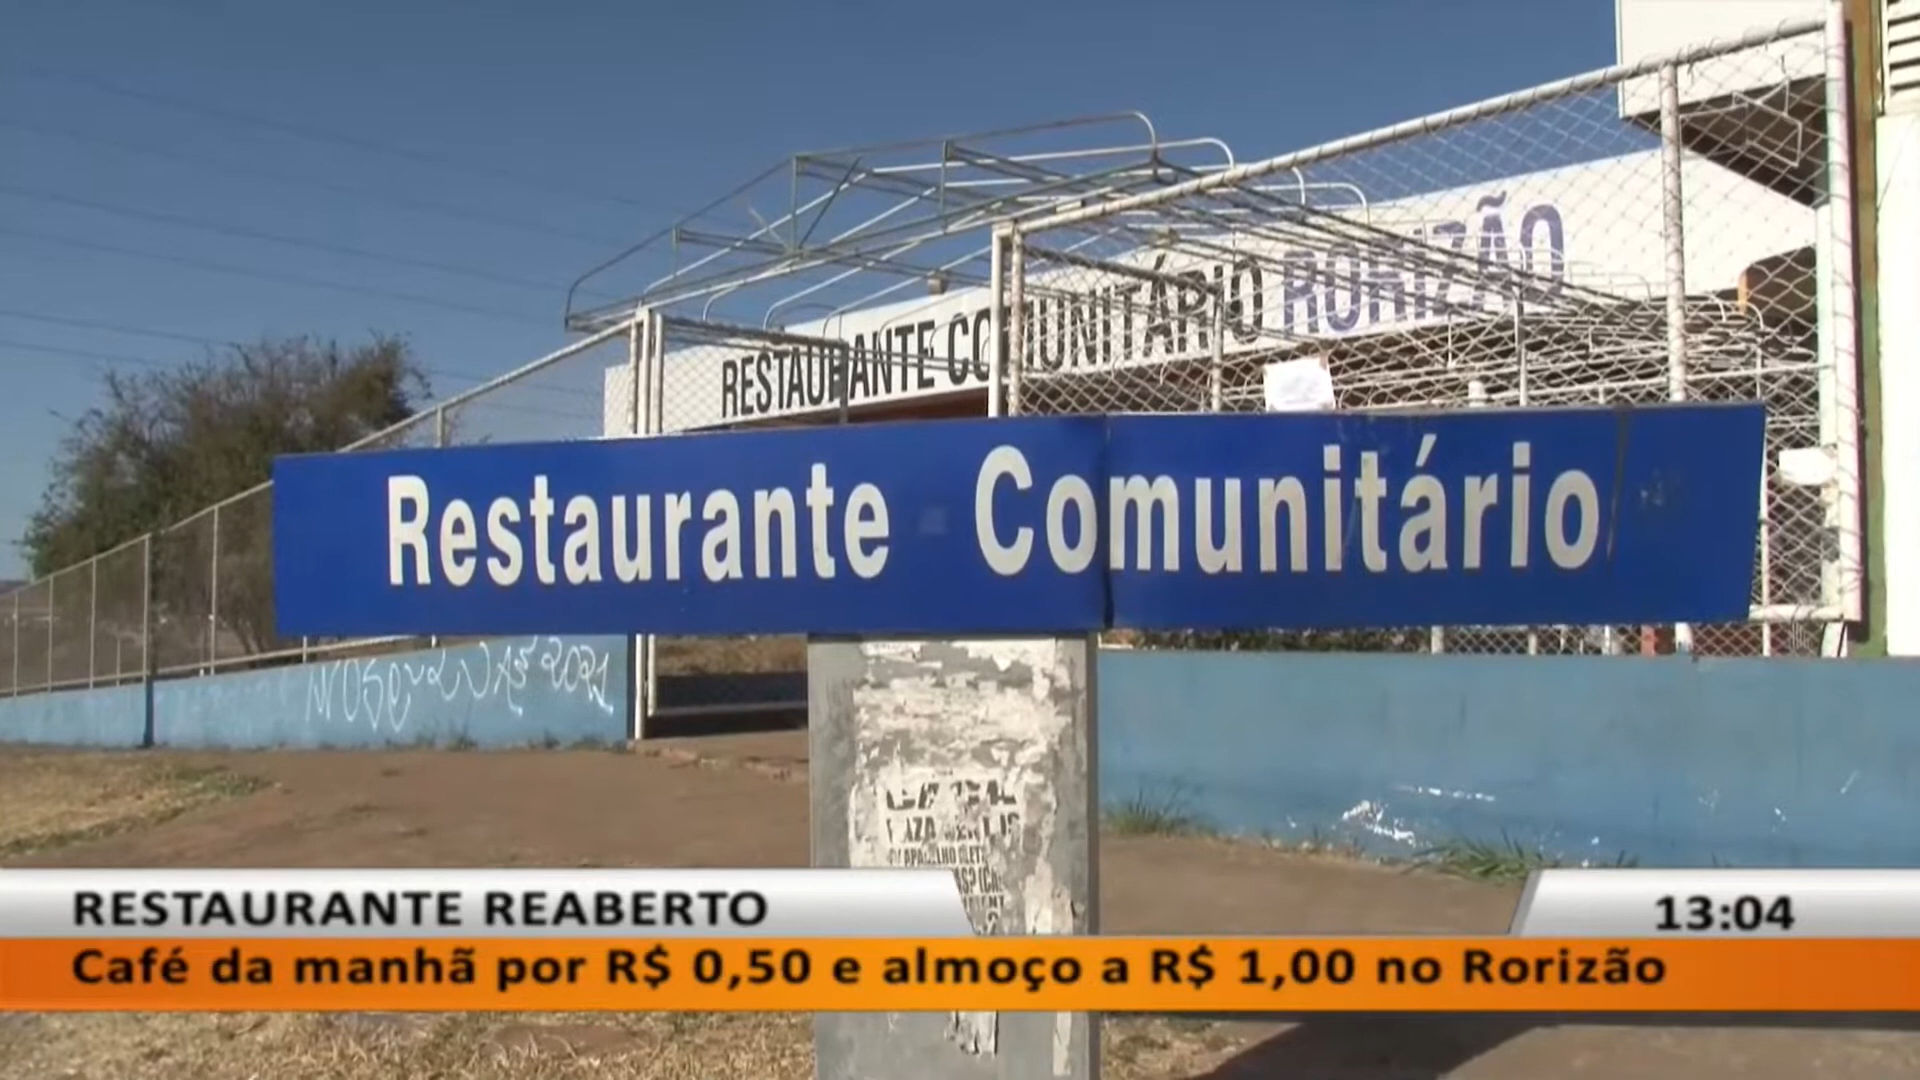 RESTAURANTE COMUNITÁRIO RORIZÃO
Restaurante Comunitário
2021
RESTAURANTE REABERTO
13:04
Café da manhã por R$ 0,50 e almoço a R$ 1,00 no Rorizão